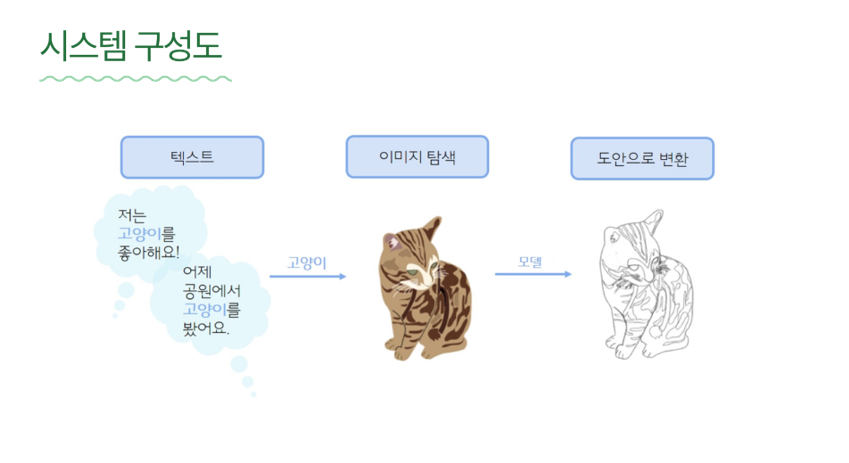 시스템 구성도
텍스트
이미지 탐색
도안으로 변환
저는
고양이를
좋아해요!
어제
공원에서
고양이를
봤어요.
고양이
모델